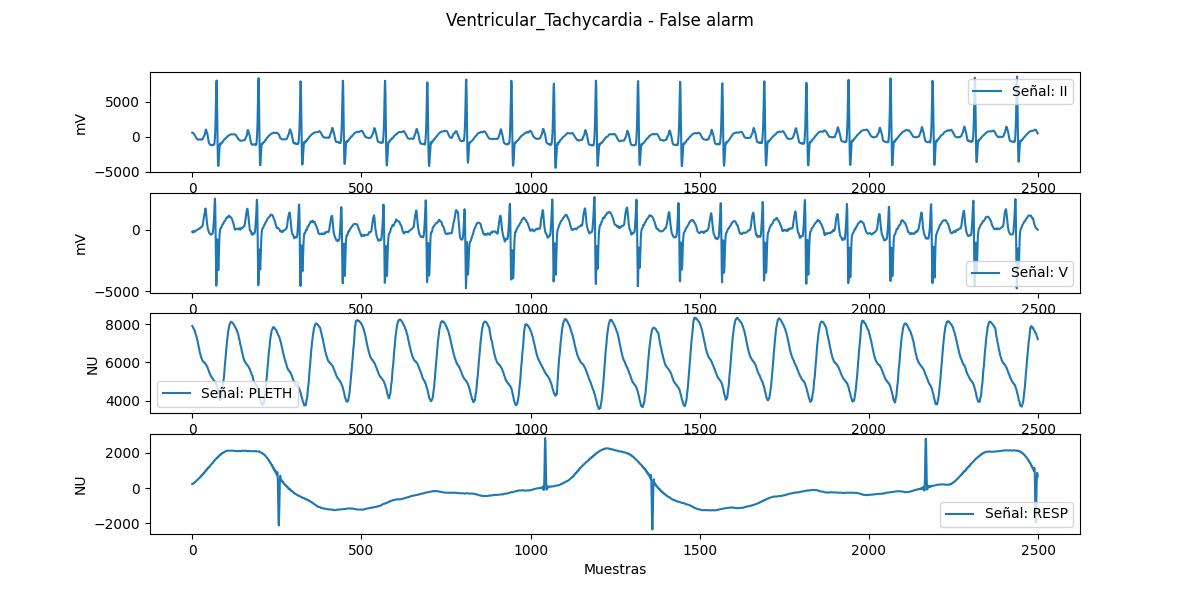 Ventricular_Tachycardia - False alarm
mV
5000
0
−5000
Señal: II
0 500 1000 1500 2000 2500
mV
0
−5000
Señal: V
0 500 1000 1500 2000 2500
NU
8000
6000
4000
Señal: PLETH
0 500 1000 1500 2000 2500
NU
2000
0
−2000
Señal: RESP
0 500 1000 1500 2000 2500
Muestras